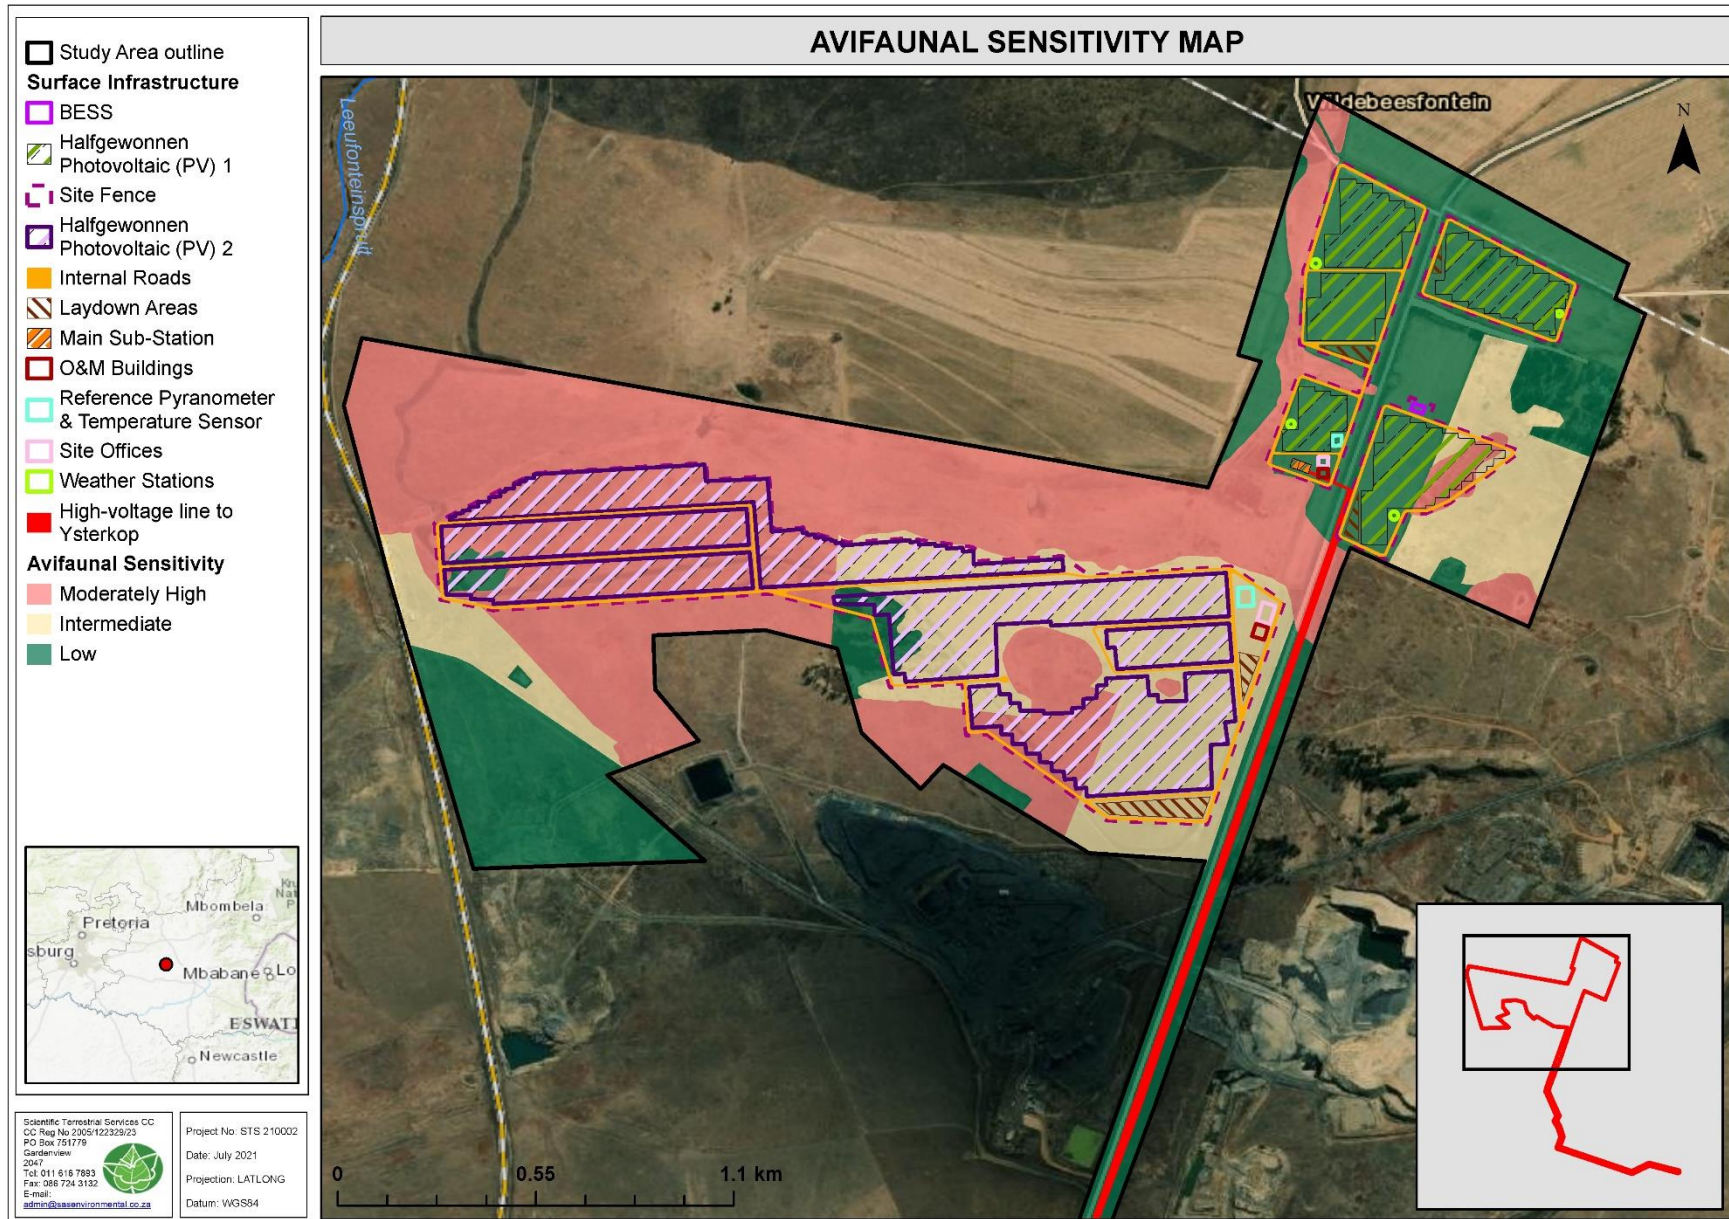 AVIFAUNAL SENSITIVITY MAP
Study Area outline
Surface Infrastructure
BESS
Halfgewonnen
Photovoltaic (PV) 1
Site Fence
Halfgewonnen
Photovoltaic (PV) 2
Internal Roads
Laydown Areas
Main Sub-Station
O&M Buildings
Reference Pyranometer
& Temperature Sensor
Site Offices
Weather Stations
High-voltage line to
Ysterkop
Avifaunal Sensitivity
Moderately High
Intermediate
Low
Leeufonteinspruit
Wildebeesfontein
N
Pretoria
Mbombela
sburg
Mbabane
Lo
ESWATI
Newcastle
0
0.55
1.1 km
Scientific Terrestrial Services CC
CC Reg No 2005/122329/23
PO Box 751779
Gardenview
2047
Tel: 011 616 7893
Fax: 086 724 3132
E-mail:
admin@sasenvironmental.co.za
Project No: STS 210002
Date: July 2021
Projection: LATLONG
Datum: WGS84